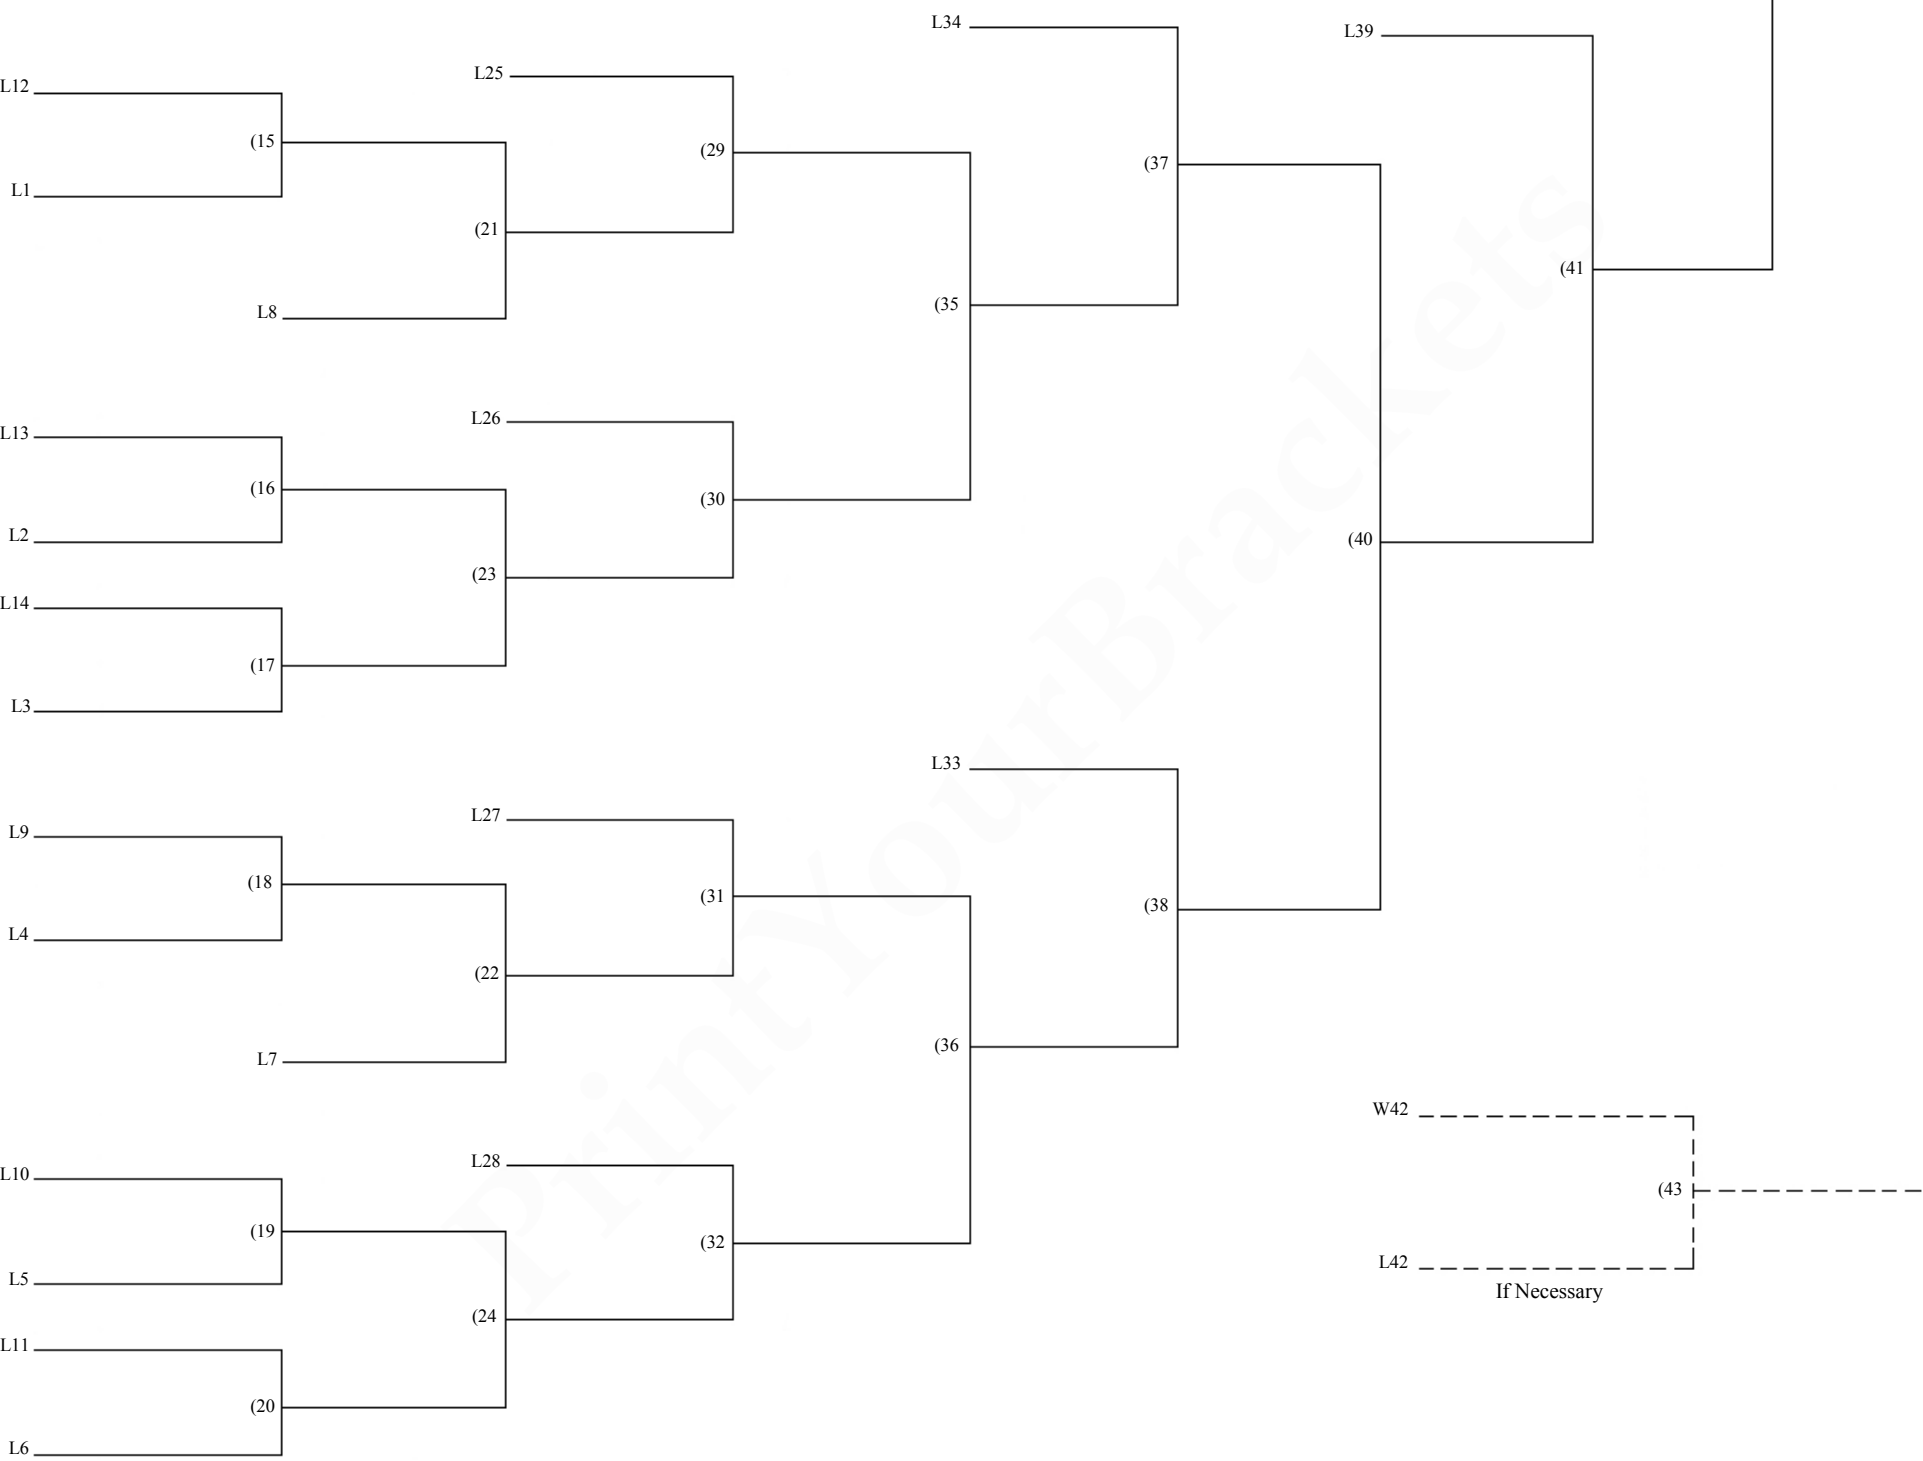 L34
L39
L25
L12
(15
(29
(37
L1
(21
(41
L8
(35
L26
L13
(16
(30
L2
(40
(23
L14
(17
L3
L33
L27
L9
(18
(31
(38
L4
(22
(36
L7
W42
L28
L10
(43
(19
(32
L42
L5
If Necessary
(24
L11
(20
L6
PrintYourBrackets